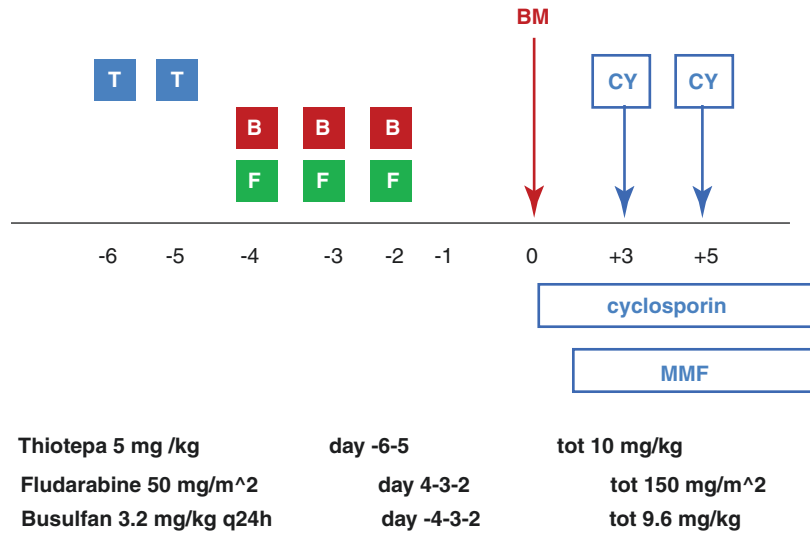 BM
T T CY CY
B B B
F F F
-6 -5 -4 -3 -2 -1 0 +3 +5
cyclosporin
MMF
Thiotepa 5 mg /kg day -6-5 tot 10 mg/kg
Fludarabine 50 mg/m^2 day 4-3-2 tot 150 mg/m^2
Busulfan 3.2 mg/kg q24h day -4-3-2 tot 9.6 mg/kg